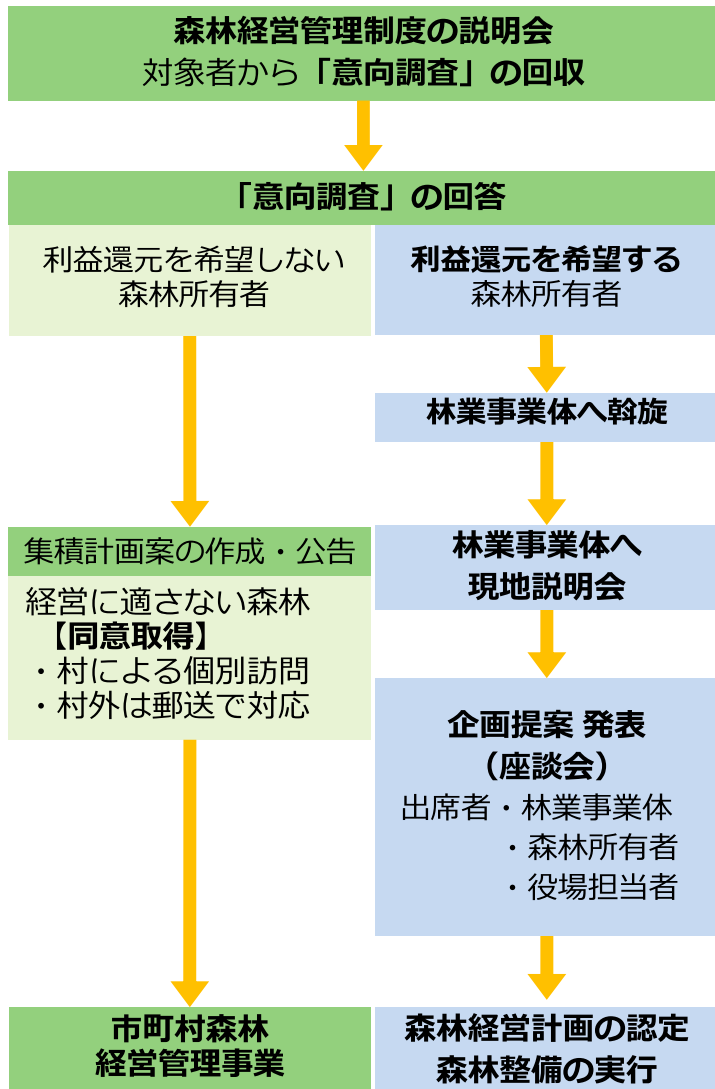 森林経営管理制度の説明会
対象者から「意向調査」の回収
「意向調査」の回答
利益還元を希望しない
森林所有者
利益還元を希望する
森林所有者
林業事業体へ斡旋
集積計画案の作成・公告
経営に適さない森林
【同意取得】
・村による個別訪問
・村外は郵送で対応
林業事業体へ
現地説明会
企画提案 発表
（座談会）
出席者・林業事業体
・森林所有者
・役場担当者
市町村森林
経営管理事業
森林経営計画の認定
森林整備の実行